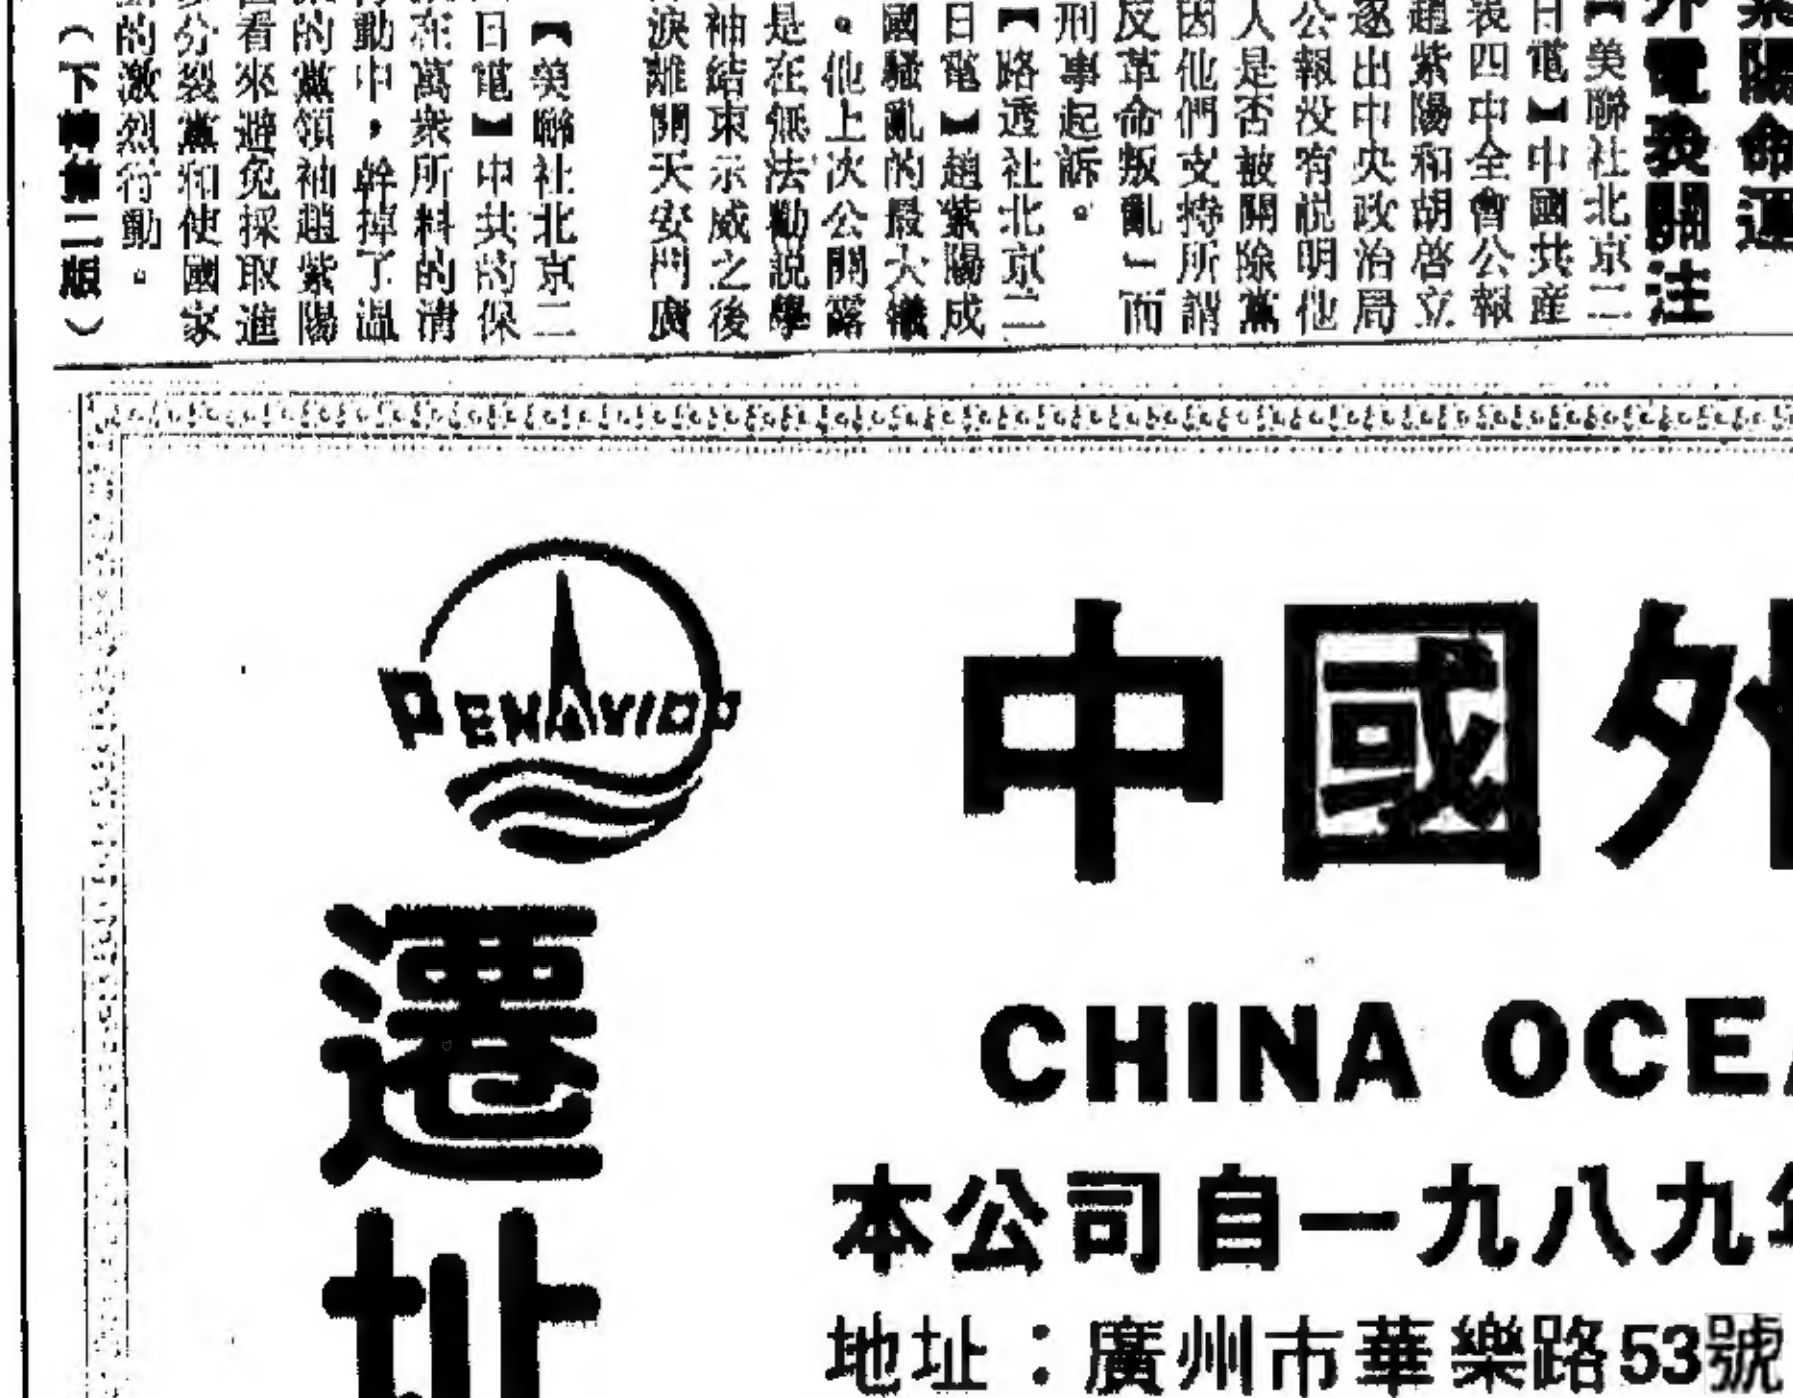 紫陽命運
外電表關注
【美聯社北京二
日電】中國共產
表四中全會公報
趙紫陽和胡啓立
逐出中央政治局
公報没有説明他
人是否被開除黨
因他們支持所謂
反革命叛亂」而
刑事起訴。
【路透社北京二
日電】趙紫陽成
國騷亂的最大犧
。他上次公開露
是在無法勸説學
袖結束示威之後
淚離開天安門廣
【美聯社北京二
日電】中共的保
在萬衆所料的清
動中,幹掉了溫
的黨領袖趙紫陽
看來避免採取進
分裂黨和使國家
的激烈行動。
(下轉第二版)
PENAVICO
中國外
CHINA OCEA
遷址
本公司自一九八九年
地址：廣州市華樂路53號